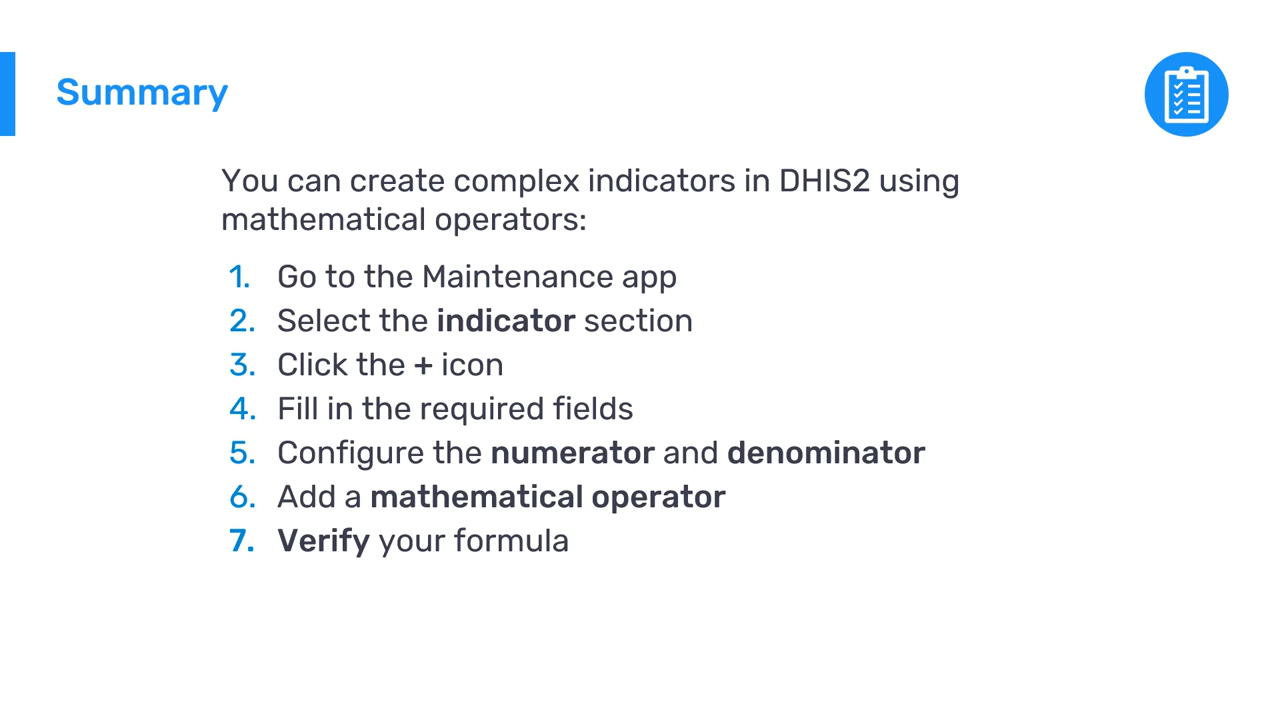 Summary
You can create complex indicators in DHIS2 using
mathematical operators:
1. Go to the Maintenance app
2. Select the indicator section
3. Click the + icon
4. Fill in the required fields
5. Configure the numerator and denominator
6. Add a mathematical operator
7. Verify your formula